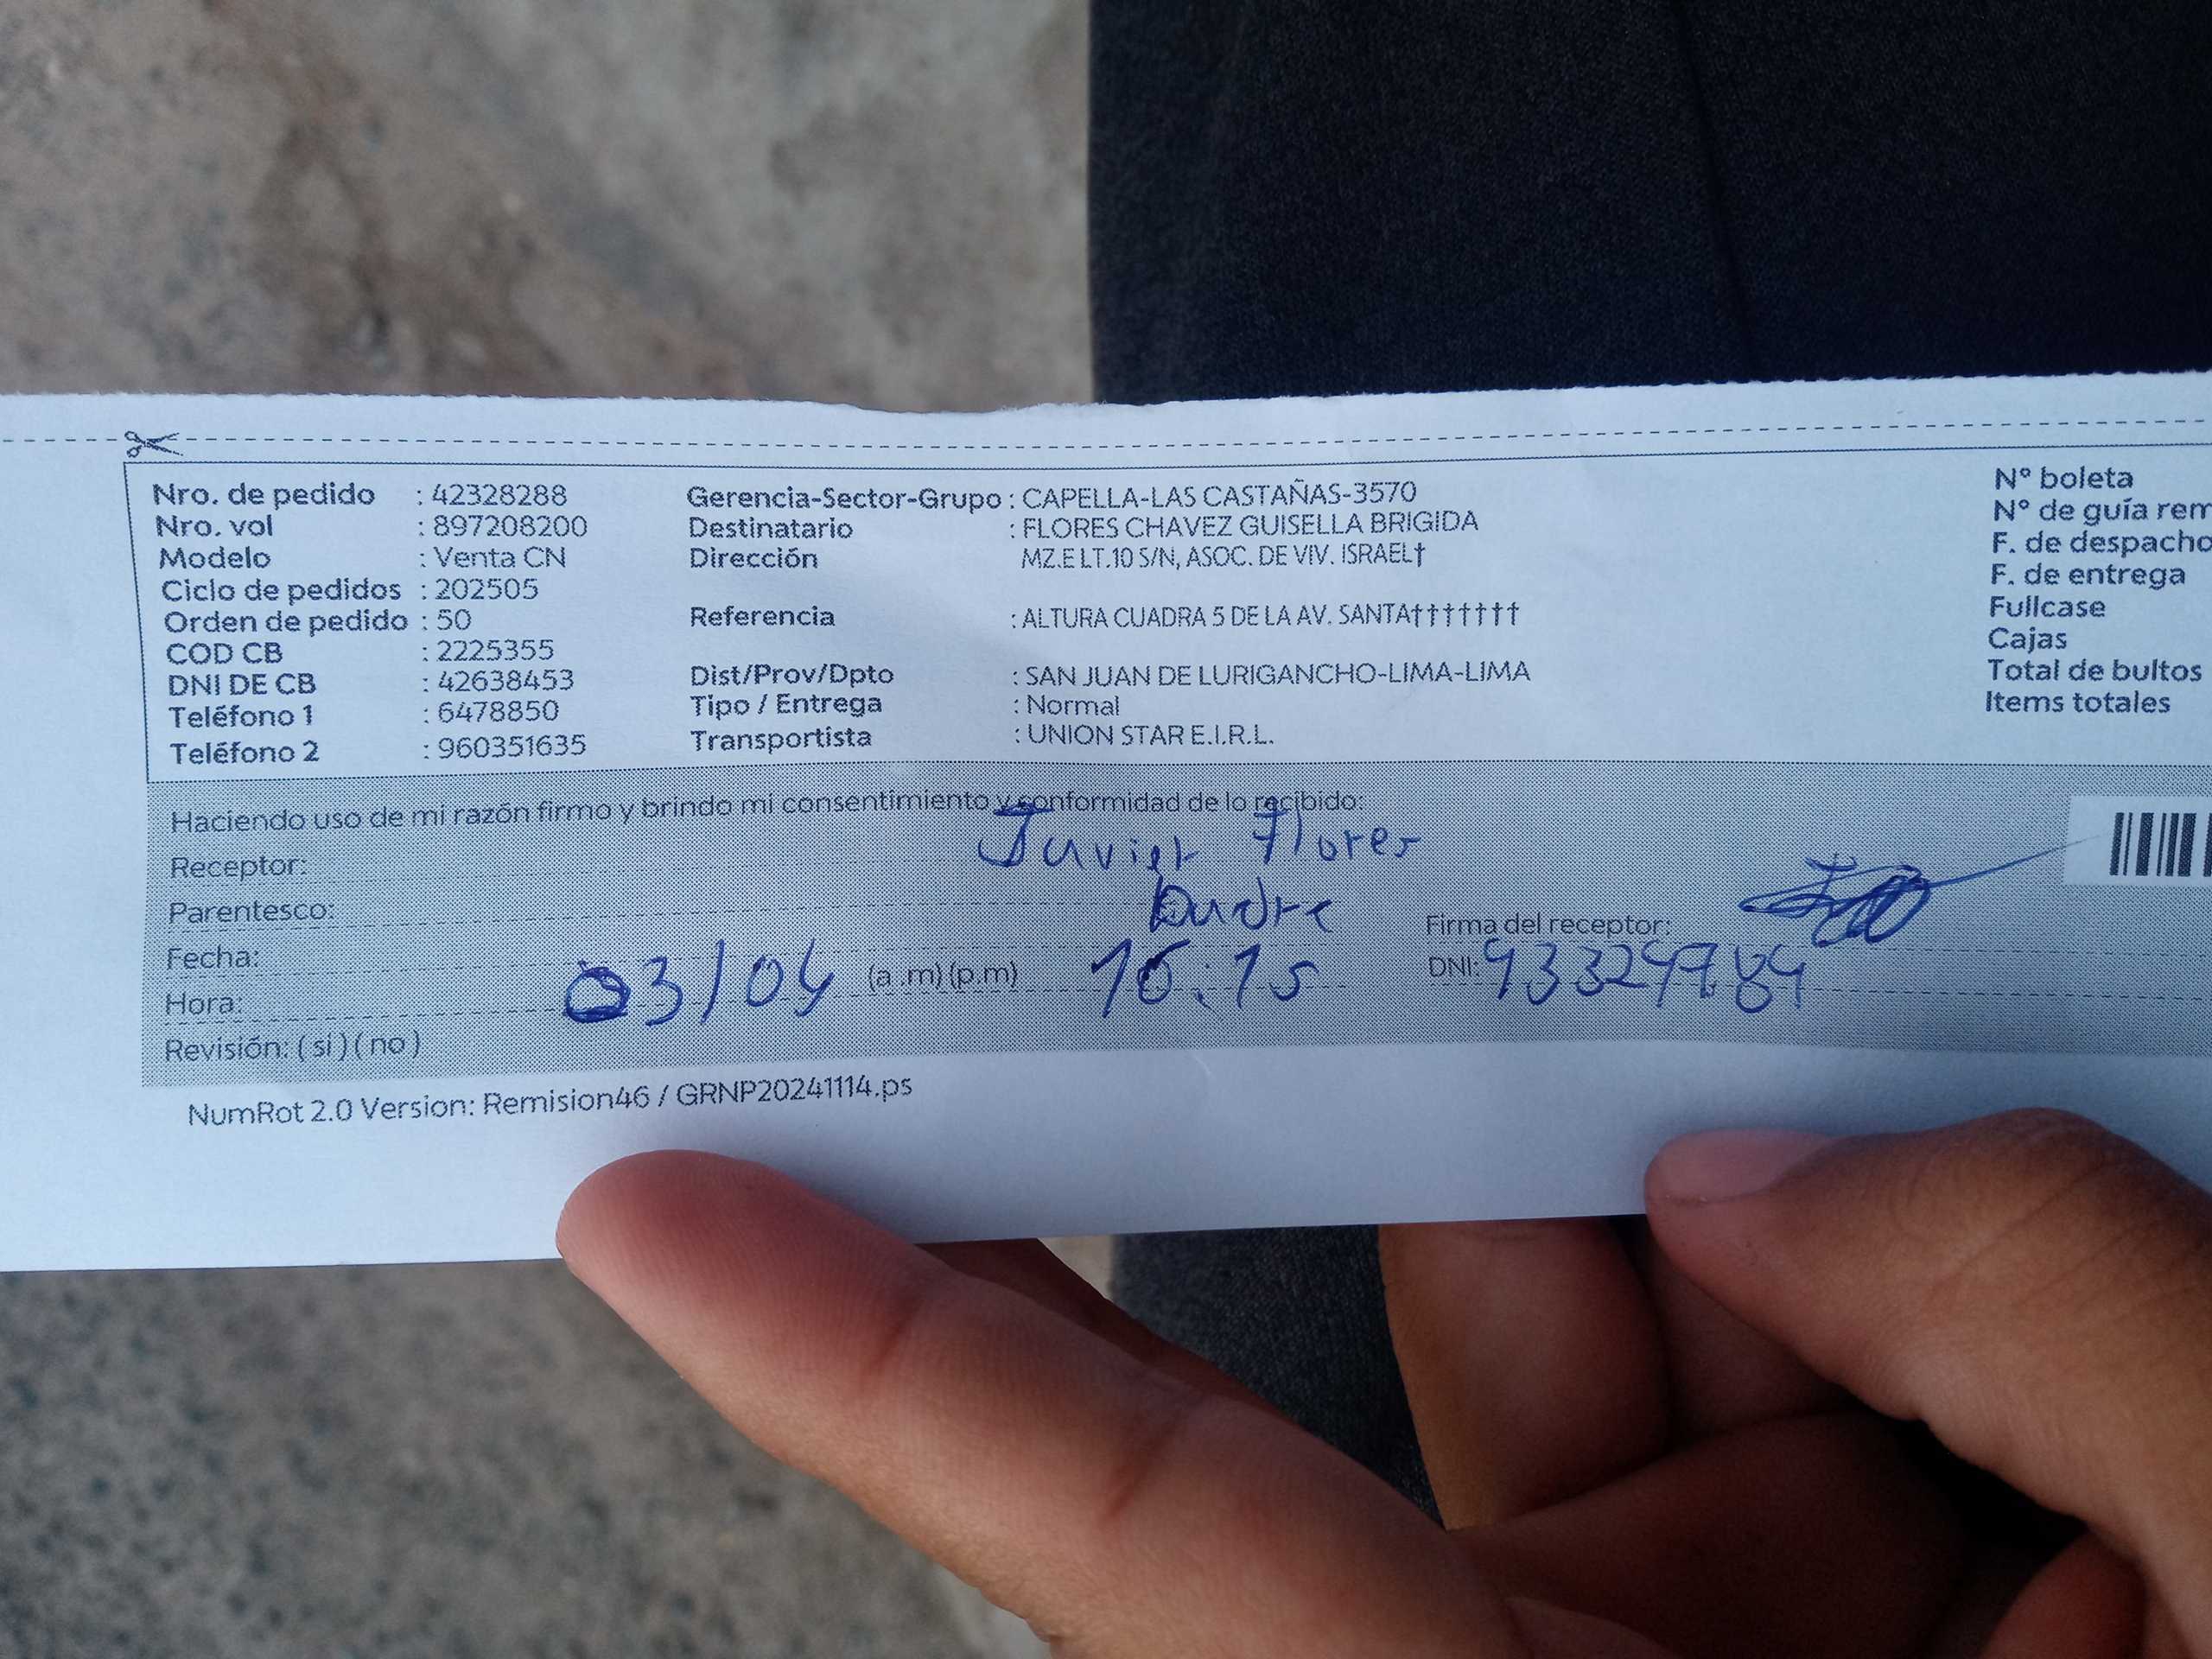 Nro. de pedido : 42328288
Nro. vol : 897208200
Modelo : Venta CN
Ciclo de pedidos : 202505
Orden de pedido : 50
COD CB : 2225355
DNI DE CB : 42638453
Teléfono 1 : 6478850
Teléfono 2 : 960351635
Gerencia-Sector-Grupo : CAPELLA-LAS CASTAÑAS-3570
Destinatario : FLORES CHAVEZ GUISELLA BRIGIDA
Dirección MZ.E LT.10 S/N, ASOC. DE VIV. ISRAEL†
Referencia : ALTURA CUADRA 5 DE LA AV. SANTA†††††††
Dist/Prov/Dpto : SAN JUAN DE LURIGANCHO-LIMA-LIMA
Tipo / Entrega : Normal
Transportista : UNION STAR E.I.R.L.
N° boleta
N° de guía rem
F. de despacho
F. de entrega
Fullcase
Cajas
Total de bultos
Items totales
Haciendo uso de mi razón firmo y brindo mi consentimiento y conformidad de lo recibido:
Receptor: Javier Flores
Parentesco:
Firma del receptor:
Fecha: 03/04 (a.m)(p.m)
Hora: 16:15
DNI:
Revisión: ( si ) ( no )
NumRot 2.0 Version: Remision46 / GRNP20241114.ps